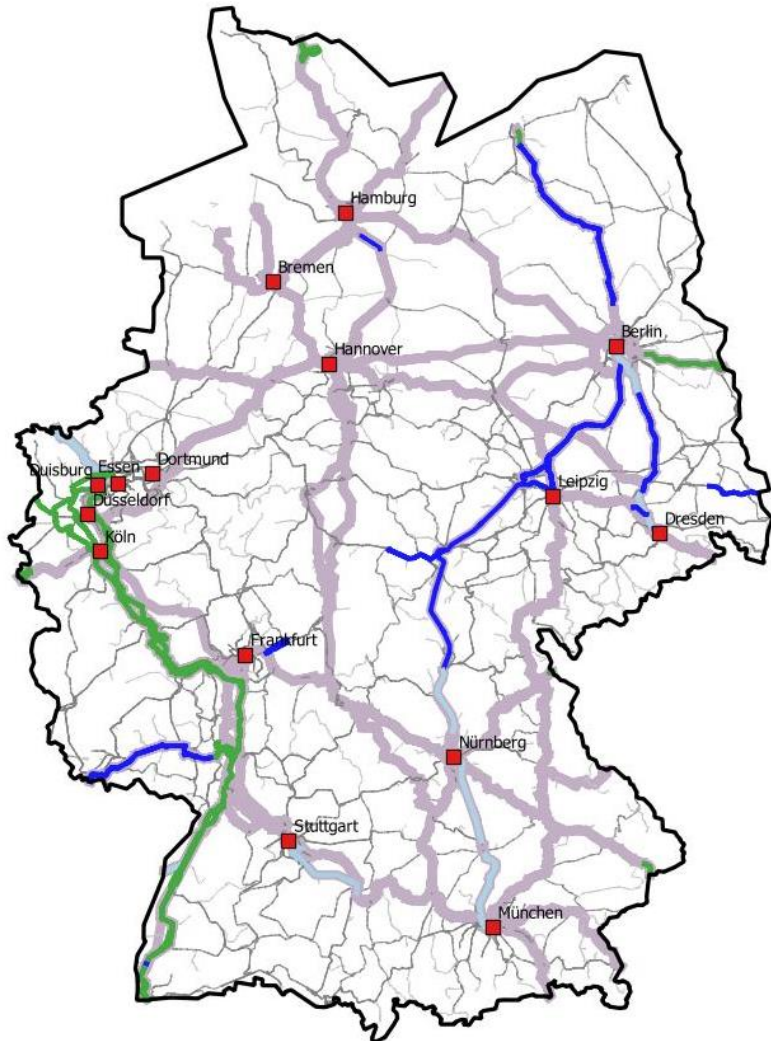 Hamburg
Bremen
Berlin
Hannover
Duisburg
Essen
Dortmund
Düsseldorf
Leipzig
Dresden
Köln
Frankfurt
Nürnberg
Stuttgart
München